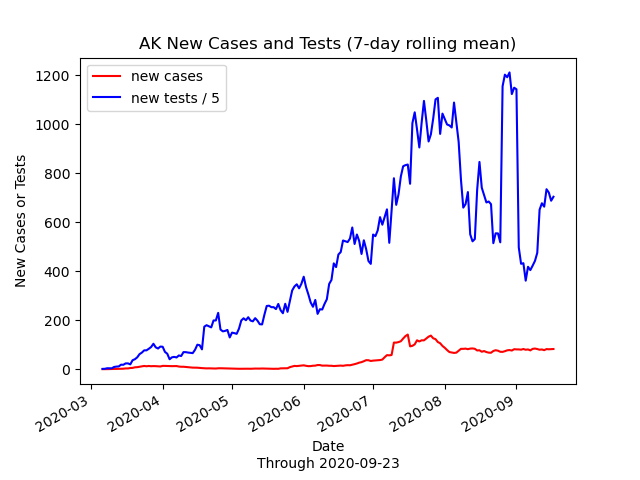 AK New Cases and Tests (7-day rolling mean)
new cases
new tests / 5
New Cases or Tests
1200
1000
800
600
400
200
0
2020-03
2020-04
2020-05
2020-06
2020-07
2020-08
2020-09
Date
Through 2020-09-23